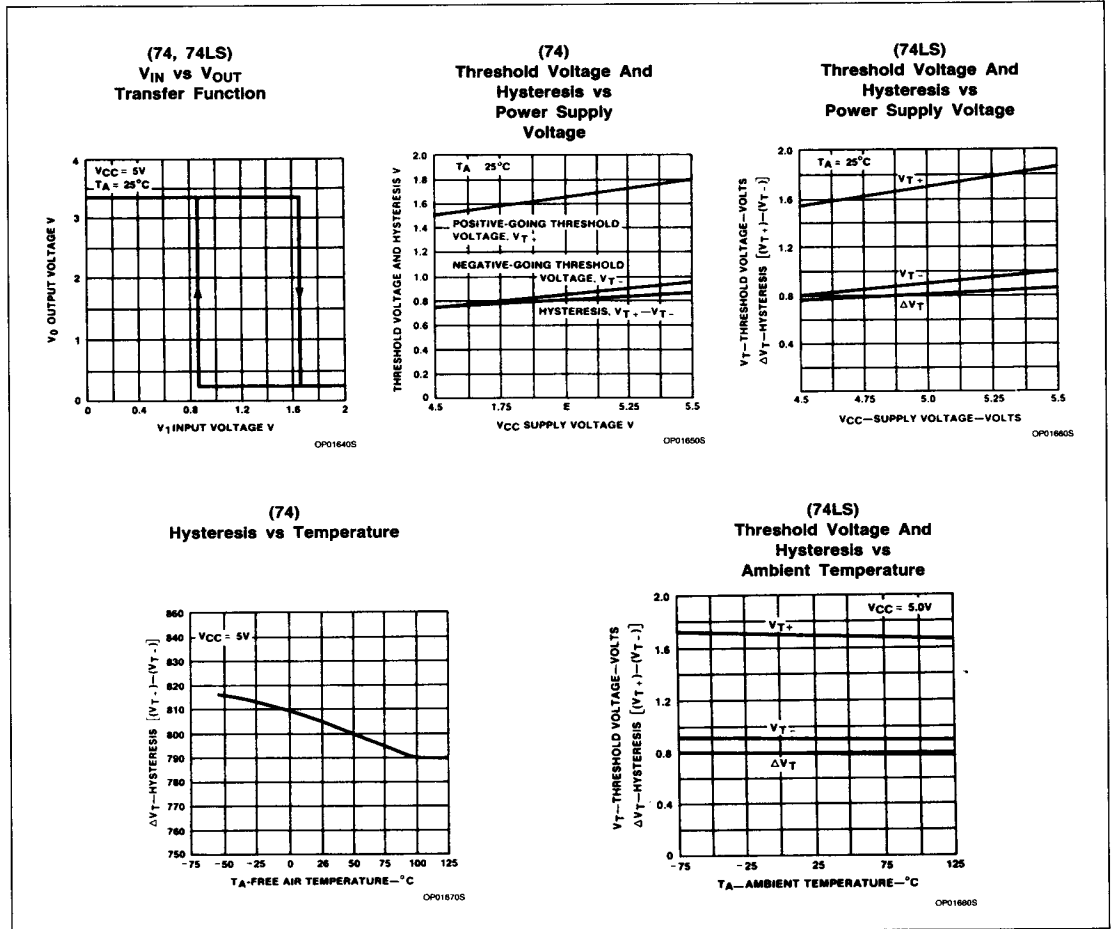 (74, 74LS)
VIN vs VOUT
Transfer Function
4
3
2
1
0
VCC = 5V
TA = 25°C
VO OUTPUT VOLTAGE V
0 0.4 0.8 1.2 1.6 2
V1 INPUT VOLTAGE V
OP01640S
(74)
Threshold Voltage And
Hysteresis vs
Power Supply
Voltage
2.0
1.8
1.6
1.4
1.2
1.0
0.8
0.6
0.4
0.2
0
TA 25°C
POSITIVE-GOING THRESHOLD
VOLTAGE, VT+
NEGATIVE-GOING THRESHOLD
VOLTAGE, VT-
HYSTERESIS, VT+—VT-
THRESHOLD VOLTAGE AND HYSTERESIS V
4.5 1.75 E 5.25 5.5
VCC SUPPLY VOLTAGE V
OP01650S
(74LS)
Threshold Voltage And
Hysteresis vs
Power Supply Voltage
2.0
1.6
1.2
0.8
0.4
TA = 25°C
VT+
VT-
ΔVT
VT—THRESHOLD VOLTAGE—VOLTS
ΔVT—HYSTERESIS [(VT+)—(VT-)]
4.5 4.75 5.0 5.25 5.5
VCC—SUPPLY VOLTAGE—VOLTS
OP01660S
(74)
Hysteresis vs Temperature
860
840
830
820
810
790
780
770
760
750
VCC = 5V
ΔVT—HYSTERESIS [(VT+)—(VT-)]
-75 -50 0 26 50 75 100 125
TA-FREE AIR TEMPERATURE—°C
OP01670S
(74LS)
Threshold Voltage And
Hysteresis vs
Ambient Temperature
2.0
1.6
1.2
0.8
0.4
0
VCC = 5.0V
VT+
VT-
ΔVT
VT—THRESHOLD VOLTAGE—VOLTS
ΔVT—HYSTERESIS [(VT+)—(VT-)]
-75 -25 25 75 125
TA—AMBIENT TEMPERATURE—°C
OP01680S